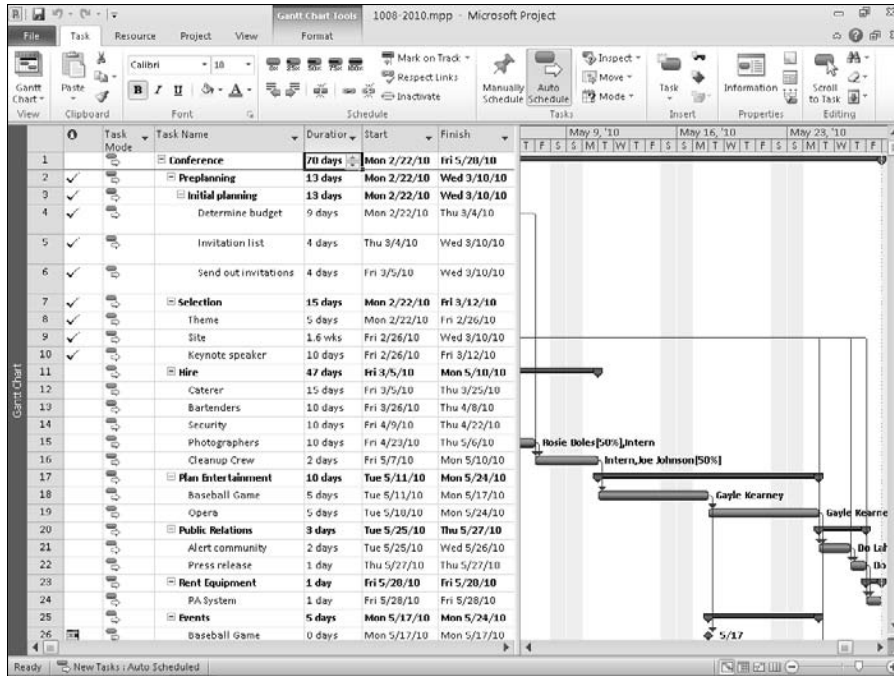 Gantt Chart Tools 1008-2010.mpp - Microsoft Project
File Task Resource Project View Format
Calibri 10
B I U A
Mark on Track
Respect Links
Inactivate
Inspect
Move
Mode
Gantt Chart Paste Manually Schedule Auto Schedule Task Information Scroll to Task
View Clipboard Font Schedule Tasks Insert Properties Editing
Task Mode Task Name Duration Start Finish May 9, '10 May 16, '10 May 23, '10
T F S S M T W T F S S M T W T F S S M T W T F
1 Conference 70 days Mon 2/22/10 Fri 5/28/10
2 Preplanning 13 days Mon 2/22/10 Wed 3/10/10
3 Initial planning 13 days Mon 2/22/10 Wed 3/10/10
4 Determine budget 9 days Mon 2/22/10 Thu 3/4/10
5 Invitation list 4 days Thu 3/4/10 Wed 3/10/10
6 Send out invitations 4 days Fri 3/5/10 Wed 3/10/10
7 Selection 15 days Mon 2/22/10 Fri 3/12/10
8 Theme 5 days Mon 2/22/10 Fri 2/26/10
9 Site 1.6 wks Fri 2/26/10 Wed 3/10/10
10 Keynote speaker 10 days Fri 2/26/10 Fri 3/12/10
11 Hire 47 days Fri 3/5/10 Mon 5/10/10
12 Caterer 15 days Fri 3/5/10 Thu 3/25/10
13 Bartenders 10 days Fri 3/26/10 Thu 4/8/10
14 Security 10 days Fri 4/9/10 Thu 4/22/10
15 Photographers 10 days Fri 4/23/10 Thu 5/6/10 Rosie Doles[50%],Intern
16 Cleanup Crew 2 days Fri 5/7/10 Mon 5/10/10 Intern,Joe Johnson[50%]
17 Plan Entertainment 10 days Tue 5/11/10 Mon 5/24/10
18 Baseball Game 5 days Tue 5/11/10 Mon 5/17/10 Gayle Kearney
19 Opera 5 days Tue 5/18/10 Mon 5/24/10 Gayle Kearne
20 Public Relations 3 days Tue 5/25/10 Thu 5/27/10
21 Alert community 2 days Tue 5/25/10 Wed 5/26/10 Do Lab
22 Press release 1 day Thu 5/27/10 Thu 5/27/10 Do
23 Rent Equipment 1 day Fri 5/28/10 Fri 5/28/10
24 PA System 1 day Fri 5/28/10 Fri 5/28/10
25 Events 5 days Mon 5/17/10 Mon 5/24/10
26 Baseball Game 0 days Mon 5/17/10 Mon 5/17/10 5/17
Gantt Chart
Ready New Tasks : Auto Scheduled